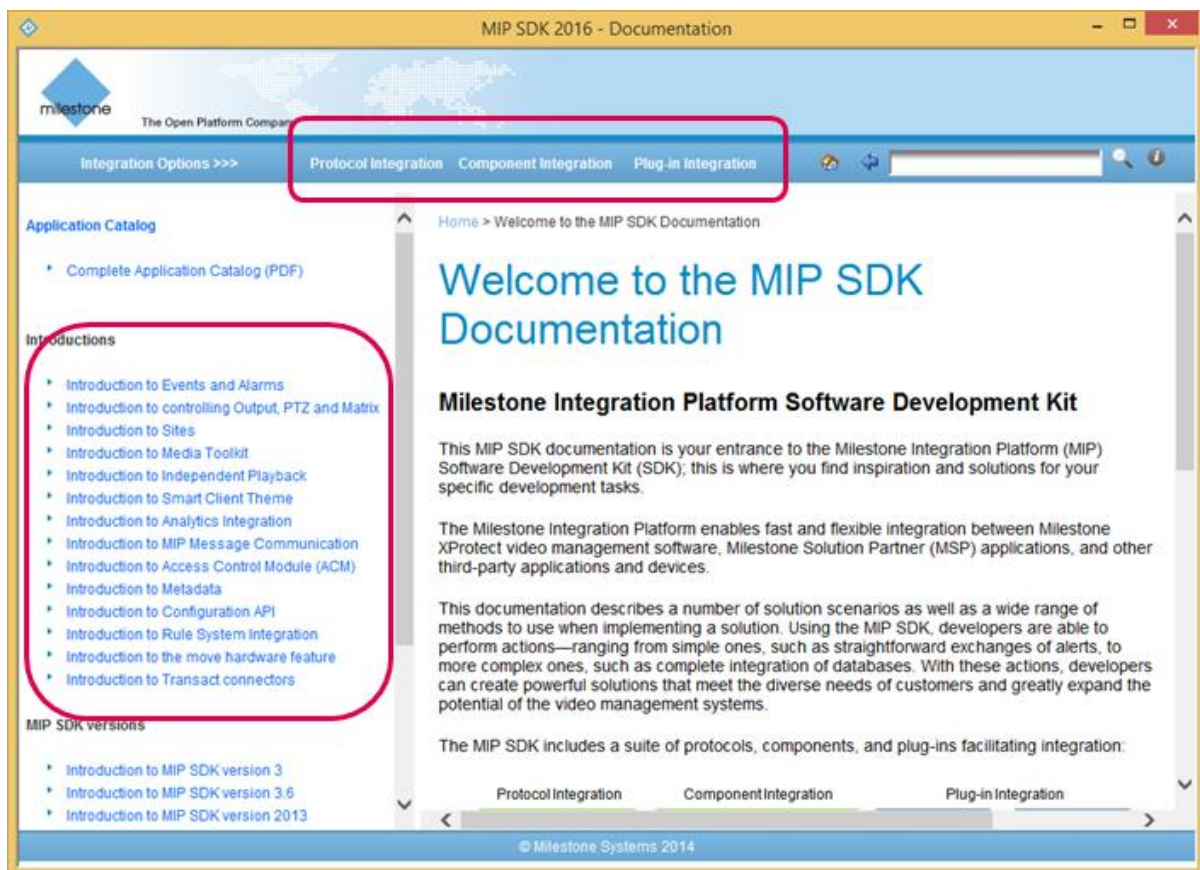 MIP SDK 2016 - Documentation
milestone
The Open Platform Company
Integration Options >>>
Protocol Integration
Component Integration
Plug-in Integration
Application Catalog
Complete Application Catalog (PDF)
Introductions
Introduction to Events and Alarms
Introduction to controlling Output, PTZ and Matrix
Introduction to Sites
Introduction to Media Toolkit
Introduction to Independent Playback
Introduction to Smart Client Theme
Introduction to Analytics Integration
Introduction to MIP Message Communication
Introduction to Access Control Module (ACM)
Introduction to Metadata
Introduction to Configuration API
Introduction to Rule System Integration
Introduction to the move hardware feature
Introduction to Transact connectors
MIP SDK versions
Introduction to MIP SDK version 3
Introduction to MIP SDK version 3.6
Introduction to MIP SDK version 2013
Home > Welcome to the MIP SDK Documentation
Welcome to the MIP SDK
Documentation
Milestone Integration Platform Software Development Kit
This MIP SDK documentation is your entrance to the Milestone Integration Platform (MIP)
Software Development Kit (SDK); this is where you find inspiration and solutions for your
specific development tasks.
The Milestone Integration Platform enables fast and flexible integration between Milestone
XProtect video management software, Milestone Solution Partner (MSP) applications, and other
third-party applications and devices.
This documentation describes a number of solution scenarios as well as a wide range of
methods to use when implementing a solution. Using the MIP SDK, developers are able to
perform actions—ranging from simple ones, such as straightforward exchanges of alerts, to
more complex ones, such as complete integration of databases. With these actions, developers
can create powerful solutions that meet the diverse needs of customers and greatly expand the
potential of the video management systems.
The MIP SDK includes a suite of protocols, components, and plug-ins facilitating integration:
Protocol Integration
Component Integration
Plug-in Integration
© Milestone Systems 2014